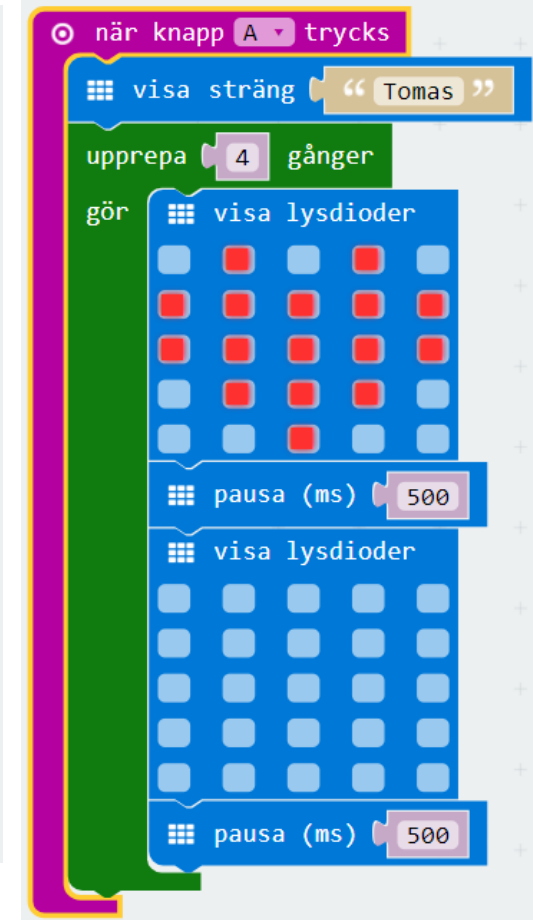 när knapp A trycks
visa sträng “ Tomas ”
upprepa 4 gånger
gör visa lysdioder
pausa (ms) 500
visa lysdioder
pausa (ms) 500